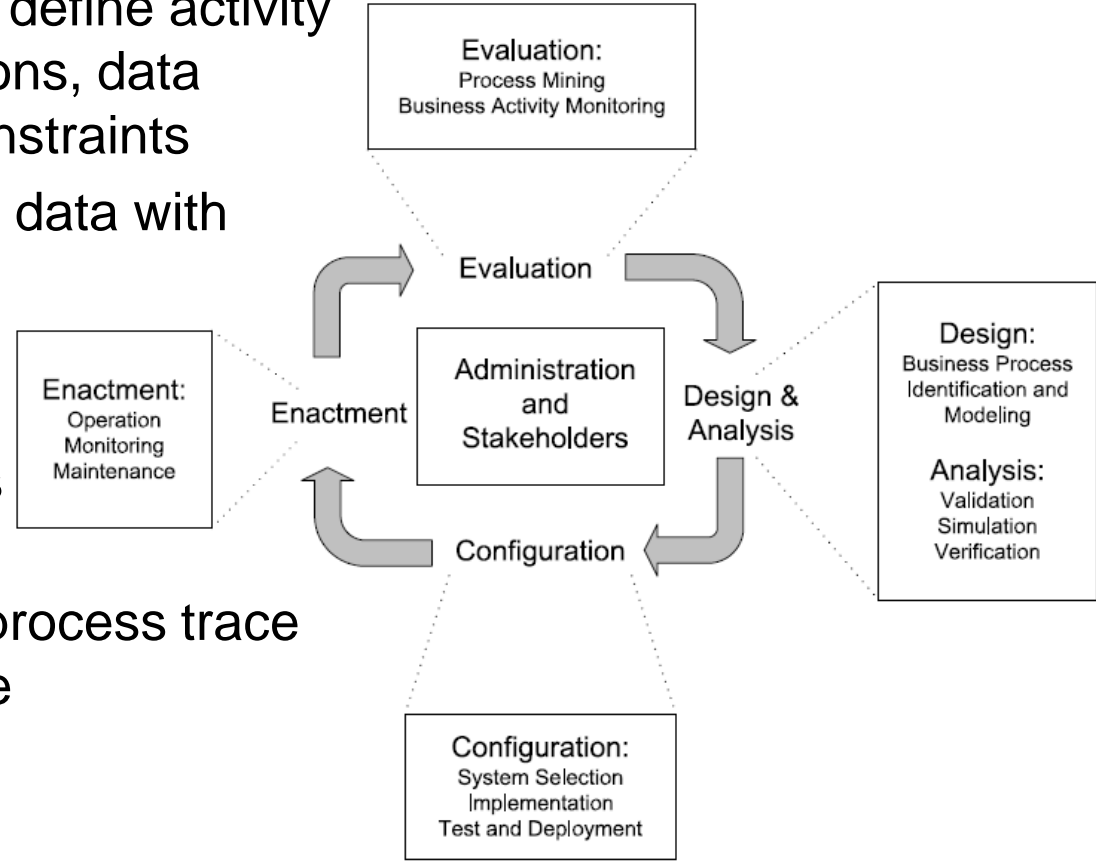 define activity
ons, data
nstraints
data with
s
process trace
e
Evaluation:
Process Mining
Business Activity Monitoring
Evaluation
Enactment:
Operation
Monitoring
Maintenance
Enactment
Administration
and
Stakeholders
Design &
Analysis
Design:
Business Process
Identification and
Modeling
Analysis:
Validation
Simulation
Verification
Configuration
Configuration:
System Selection
Implementation
Test and Deployment